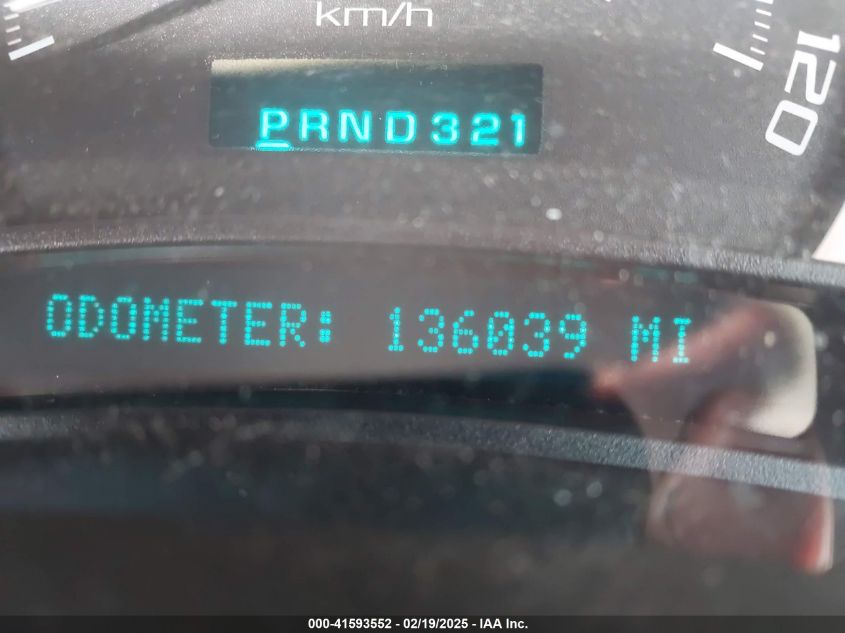 km/h
120
PRND321
ODOMETER: 136039 MI
000-41593552 - 02/19/2025 - IAA Inc.